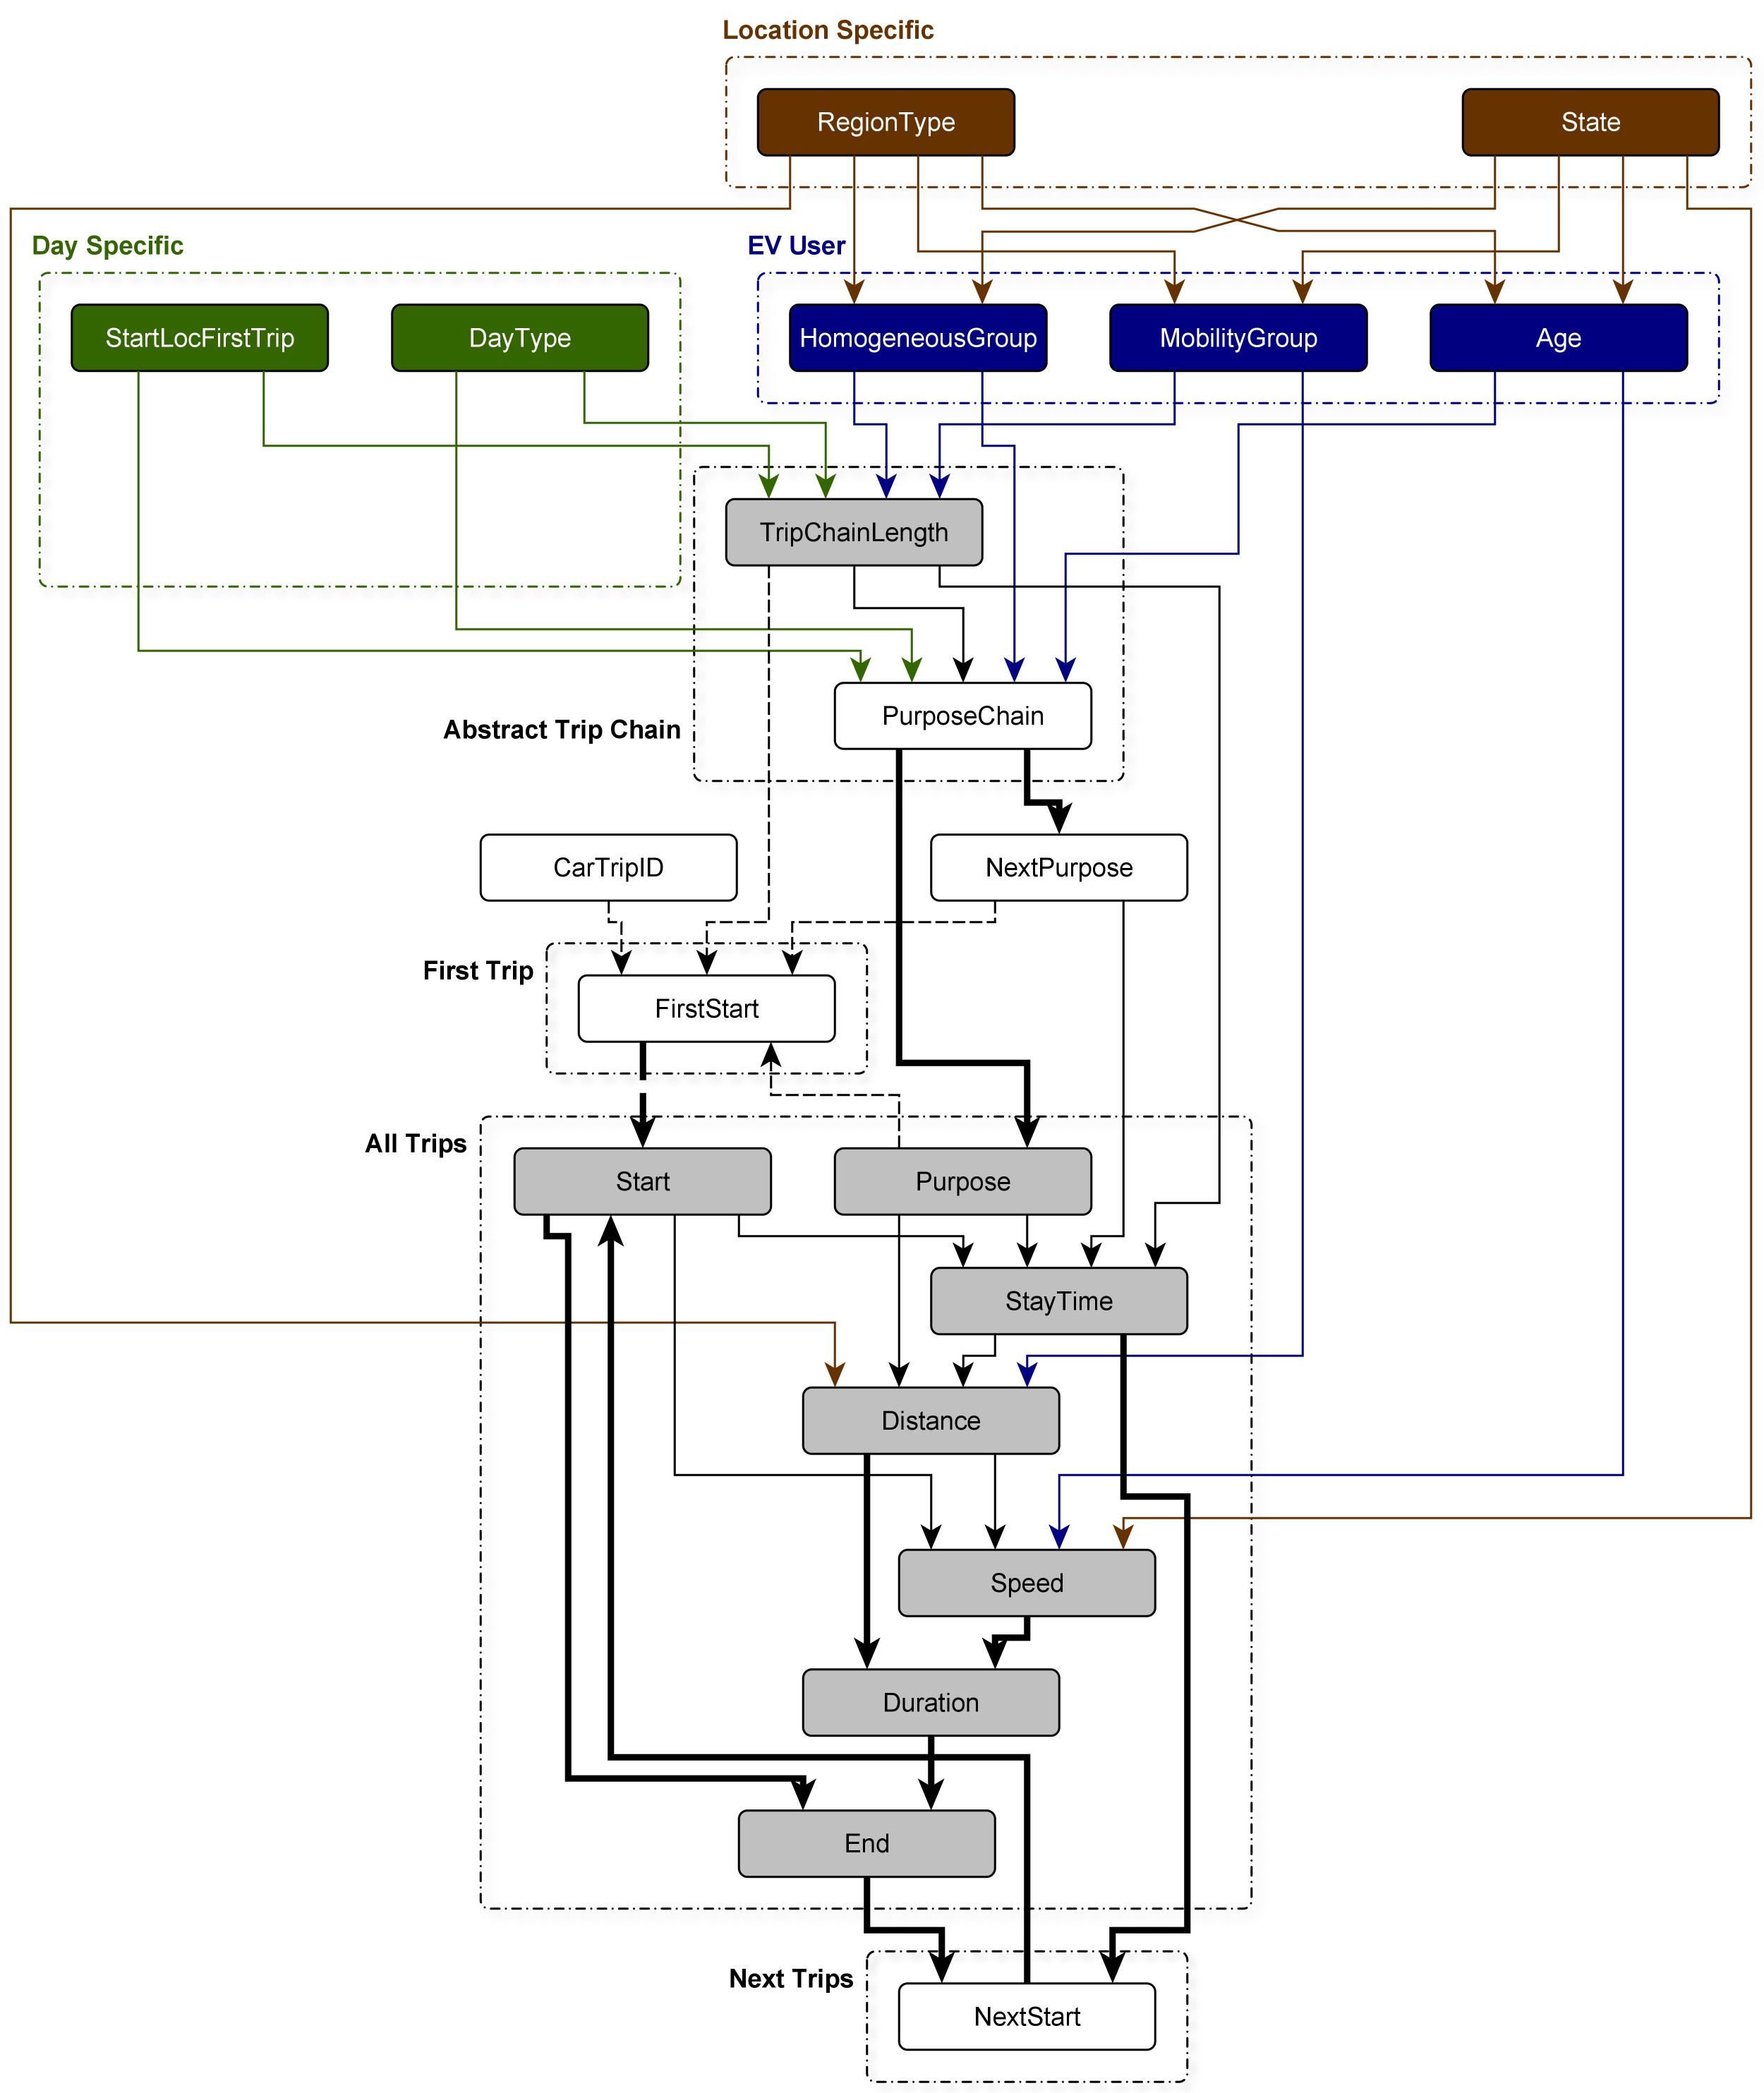 Location Specific
RegionType
State
Day Specific
EV User
StartLocFirstTrip
DayType
HomogeneousGroup
MobilityGroup
Age
TripChainLength
PurposeChain
Abstract Trip Chain
CarTripID
NextPurpose
First Trip
FirstStart
All Trips
Start
Purpose
StayTime
Distance
Speed
Duration
End
Next Trips
NextStart